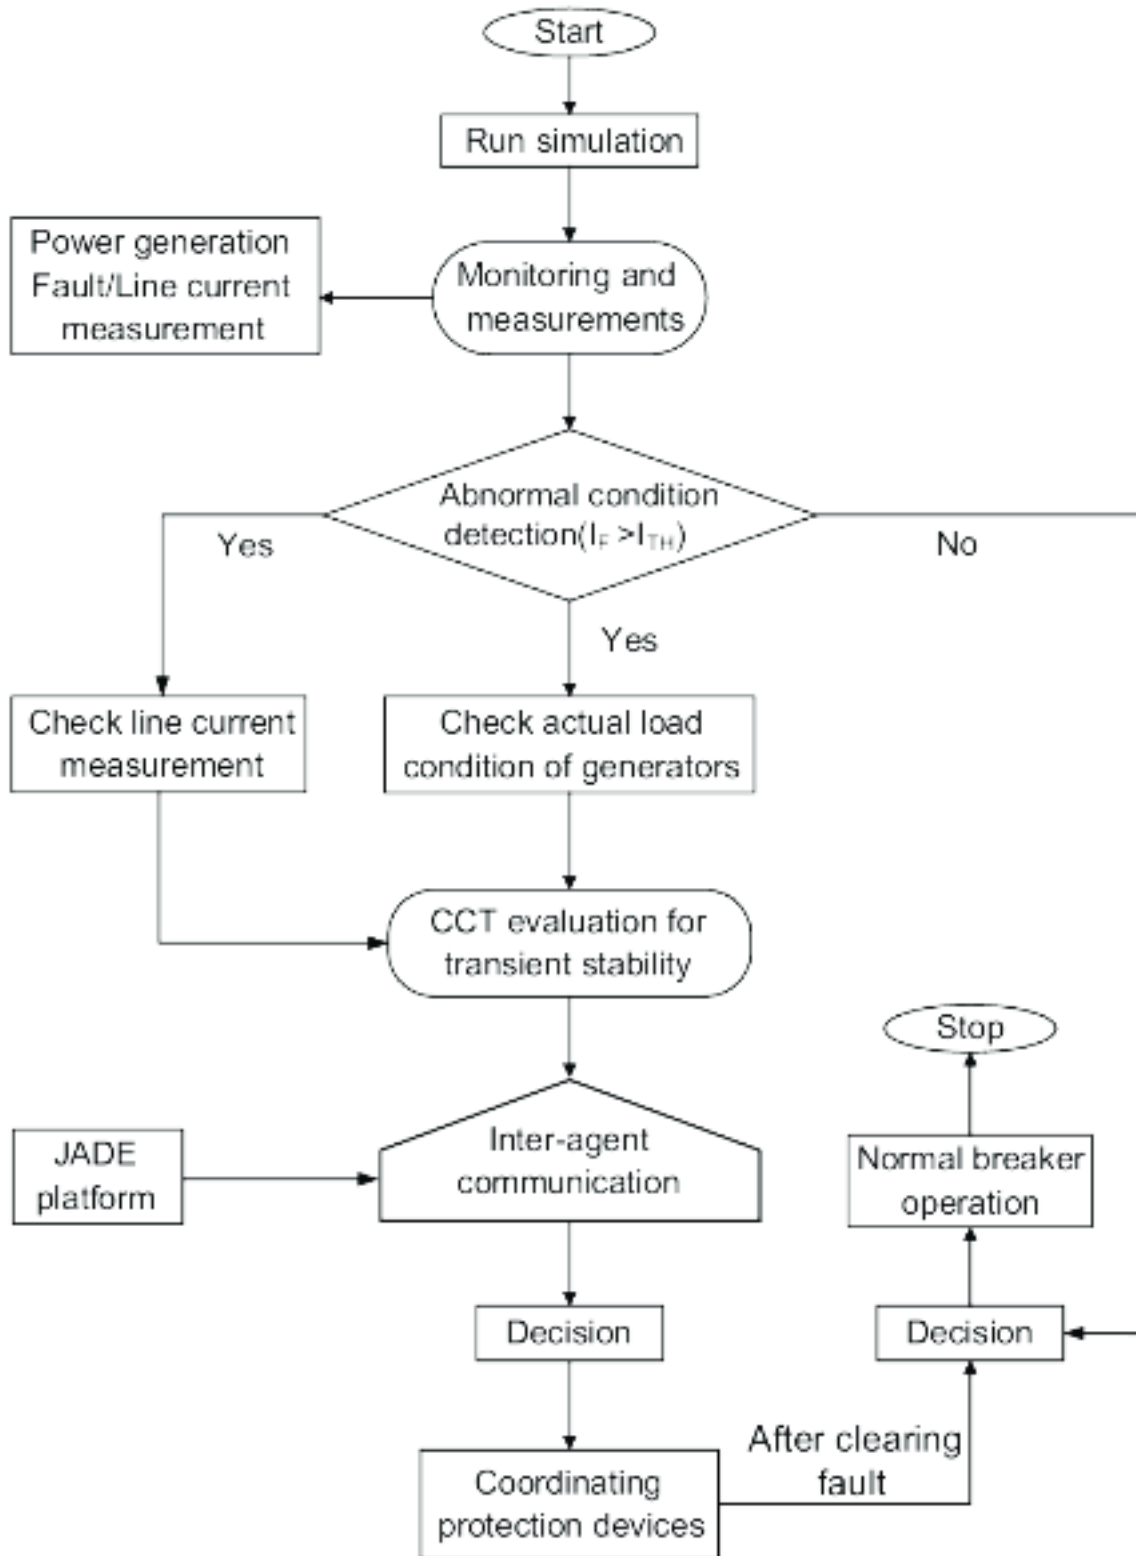 Start
Run simulation
Power generation
Fault/Line current
measurement
Monitoring and
measurements
Abnormal condition
detection(I_F >I_TH)
Yes
No
Yes
Check line current
measurement
Check actual load
condition of generators
CCT evaluation for
transient stability
Stop
JADE
platform
Inter-agent
communication
Normal breaker
operation
Decision
Decision
After clearing
fault
Coordinating
protection devices